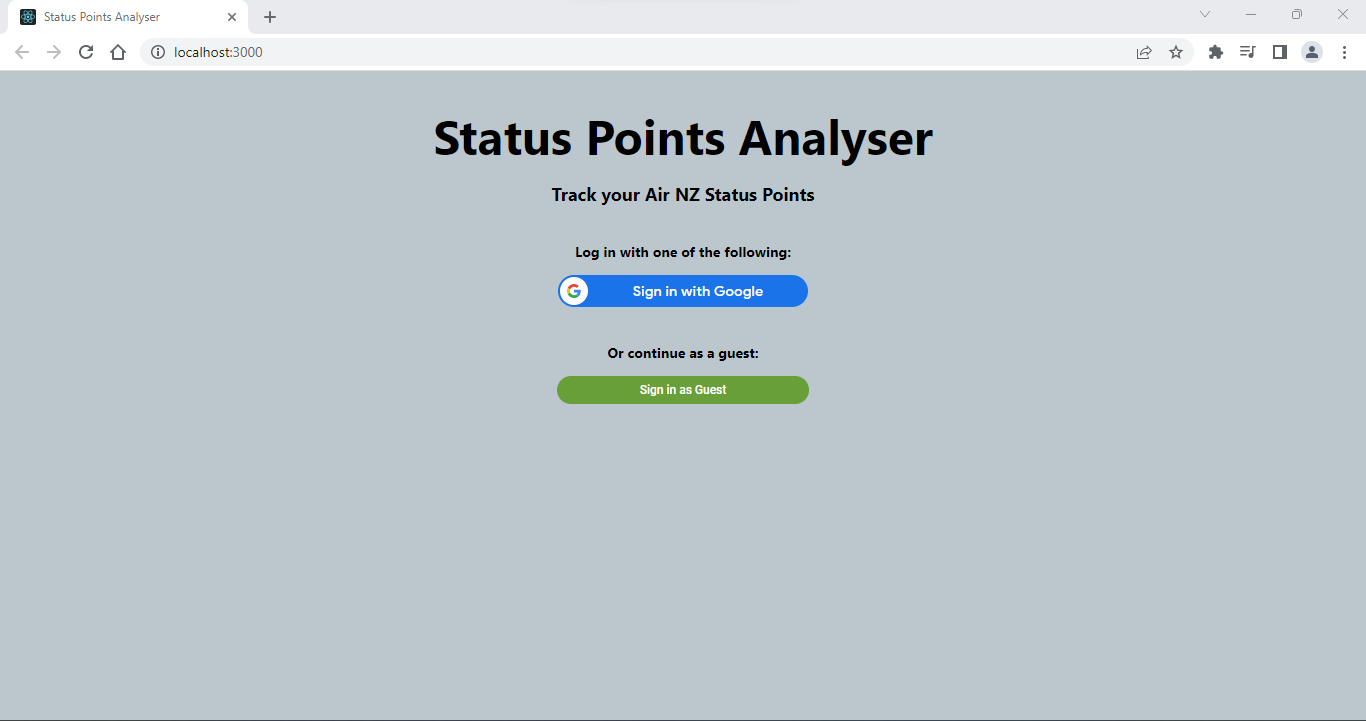 Status Points Analyser
localhost:3000
Status Points Analyser
Track your Air NZ Status Points
Log in with one of the following:
Sign in with Google
Or continue as a guest:
Sign in as Guest